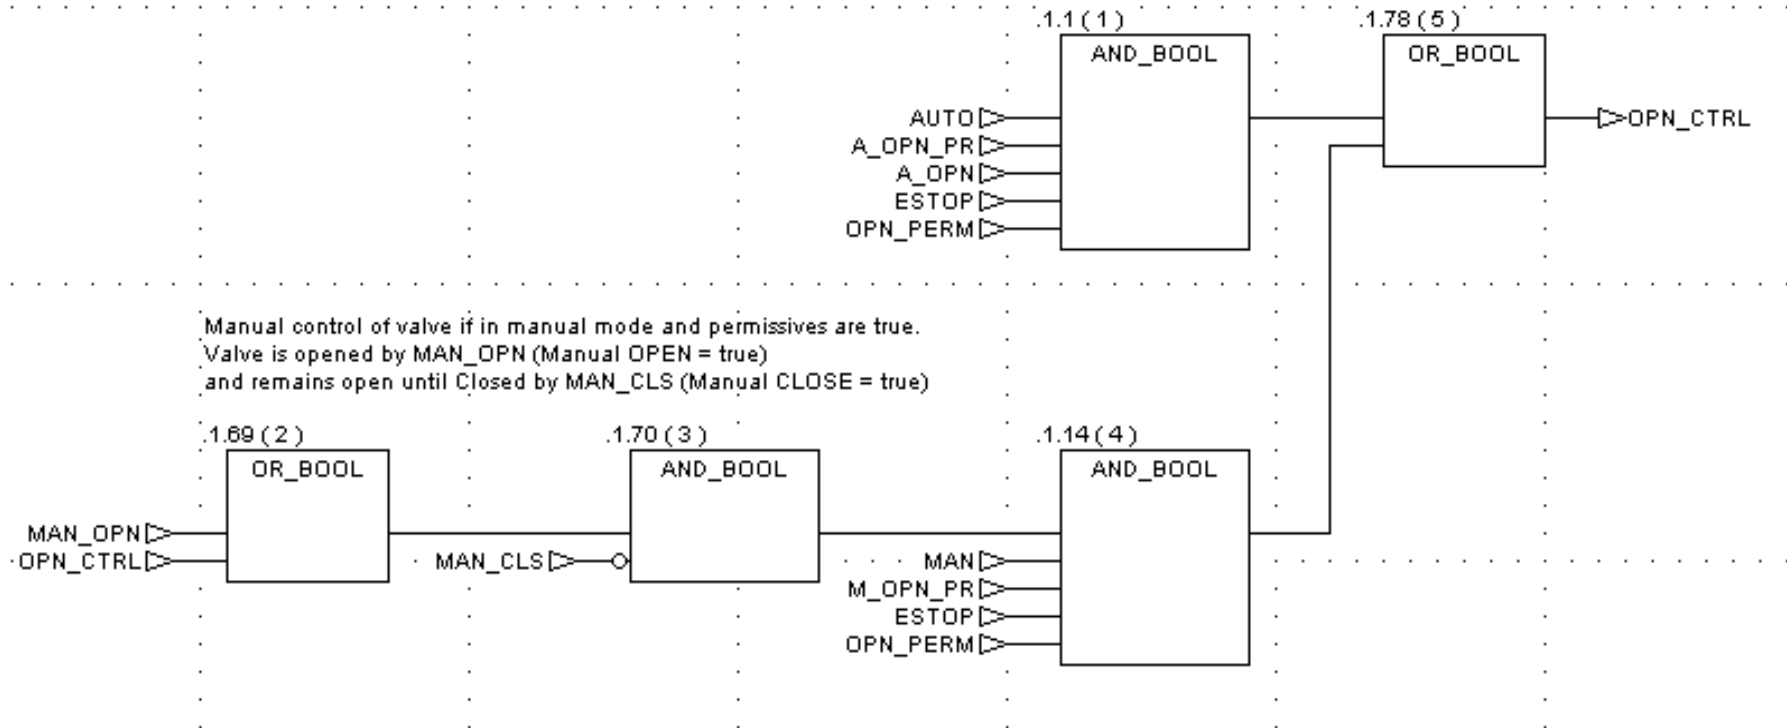 .1.1 ( 1 )
.1.78 ( 5 )
AND_BOOL
OR_BOOL
AUTO
OPN_CTRL
A_OPN_PR
A_OPN
ESTOP
OPN_PERM
Manual control of valve if in manual mode and permissives are true.
Valve is opened by MAN_OPN (Manual OPEN = true)
and remains open until Closed by MAN_CLS (Manual CLOSE = true)
.1.69 ( 2 )
.1.70 ( 3 )
.1.14 ( 4 )
OR_BOOL
AND_BOOL
AND_BOOL
MAN_OPN
OPN_CTRL
MAN_CLS
MAN
M_OPN_PR
ESTOP
OPN_PERM